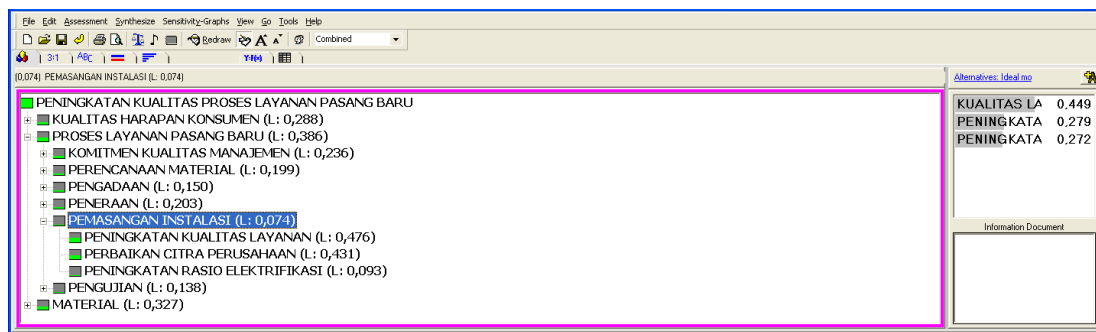 File Edit Assessment Synthesize Sensitivity-Graphs View Go Tools Help
Redraw A A Combined
3:1 ABC Y:f(x)
(0,074) PEMASANGAN INSTALASI (L: 0,074)
Alternatives: Ideal mo
PENINGKATAN KUALITAS PROSES LAYANAN PASANG BARU
KUALITAS HARAPAN KONSUMEN (L: 0,288)
PROSES LAYANAN PASANG BARU (L: 0,386)
KOMITMEN KUALITAS MANAJEMEN (L: 0,236)
PERENCANAAN MATERIAL (L: 0,199)
PENGADAAN (L: 0,150)
PENERAAN (L: 0,203)
PEMASANGAN INSTALASI (L: 0,074)
PENINGKATAN KUALITAS LAYANAN (L: 0,476)
PERBAIKAN CITRA PERUSAHAAN (L: 0,431)
PENINGKATAN RASIO ELEKTRIFIKASI (L: 0,093)
PENGUJIAN (L: 0,138)
MATERIAL (L: 0,327)
KUALITAS LA 0,449
PENINGKATA 0,279
PENINGKATA 0,272
Information Document